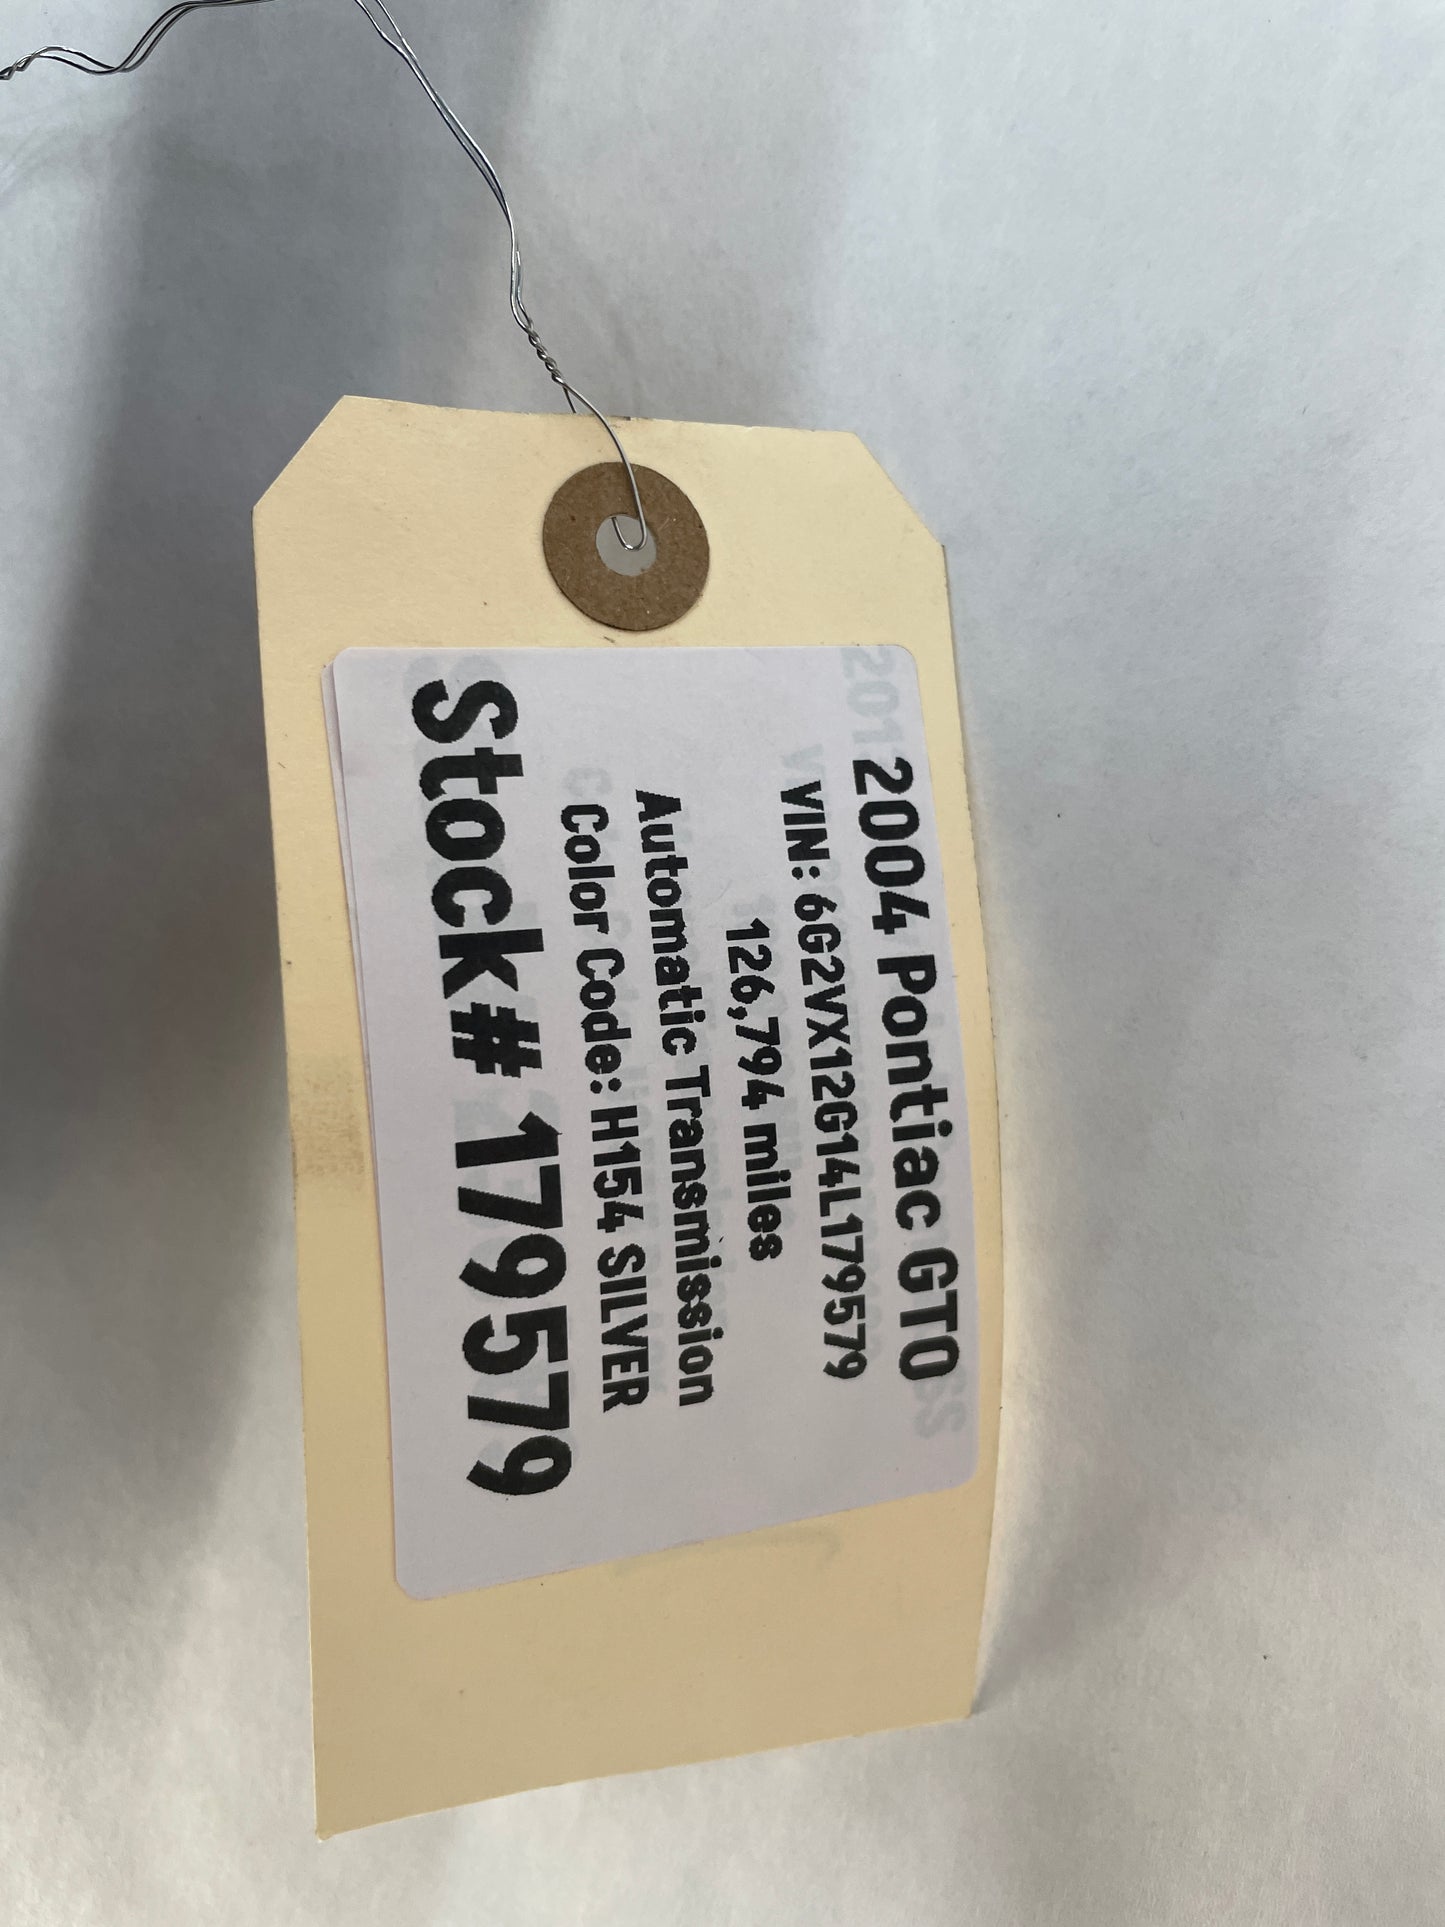 2004 Pontiac GTO
VIN: 6G2VX12G14L179579
126,794 miles
Automatic Transmission
Color Code: H154 SILVER
Stock# 179579